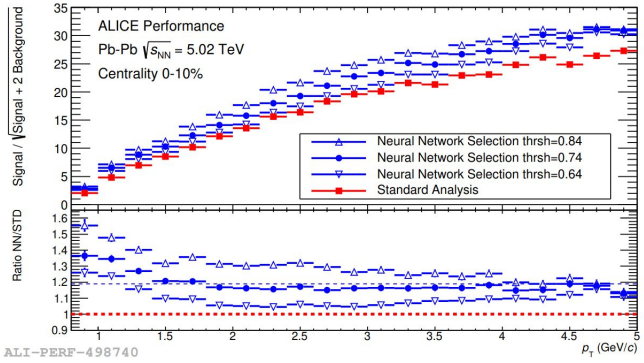 35
30
25
20
15
10
5
0
Signal / √Signal + 2 Background
ALICE Performance
Pb-Pb √sNN = 5.02 TeV
Centrality 0-10%
Neural Network Selection thrsh=0.84
Neural Network Selection thrsh=0.74
Neural Network Selection thrsh=0.64
Standard Analysis
1.6
1.5
1.4
1.3
1.2
1.1
1
0.9
Ratio NN/STD
1 1.5 2 2.5 3 3.5 4 4.5 5
pT (GeV/c)
ALI-PERF-498740